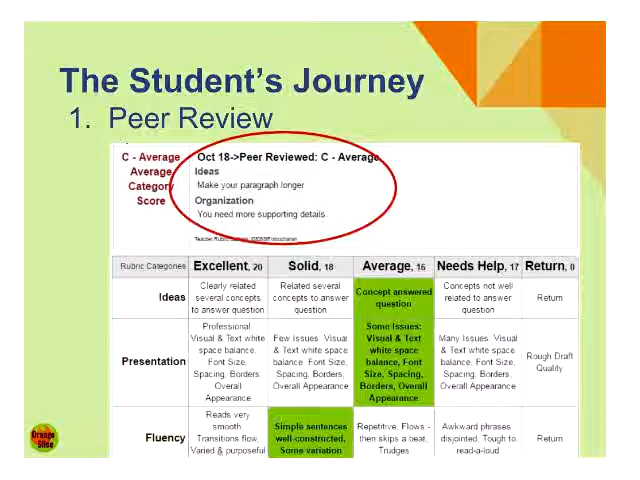 The Student's Journey
1. Peer Review
C - Average
Average
Category
Score
Oct 18->Peer Reviewed: C - Average
Ideas
Make your paragraph longer
Organization
You need more supporting details
Rubric Categories Excellent, 20 Solid, 18 Average, 16 Needs Help, 17 Return, 0
Ideas
Clearly related
several concepts
to answer question
Related several
concepts to answer
question
Concept answered
question
Concepts not well
related to answer
question
Return
Presentation
Professional
Visual & Text white
space balance,
Font Size,
Spacing, Borders
Overall
Appearance
Few Issues: Visual
& Text white space
balance, Font Size,
Spacing, Borders,
Overall Appearance
Some Issues:
Visual & Text
white space
balance, Font
Size, Spacing,
Borders, Overall
Appearance
Many Issues: Visual
& Text white space
balance, Font Size,
Spacing, Borders,
Overall Appearance
Rough Draft
Quality
Fluency
Reads very
smooth.
Transitions flow,
Varied & purposeful
Simple sentences
well-constructed,
Some variation
Repetitive, Flows -
then skips a beat,
Trudges
Awkward phrases
disjointed, Tough to
read-a-loud
Return
Orange
Slice